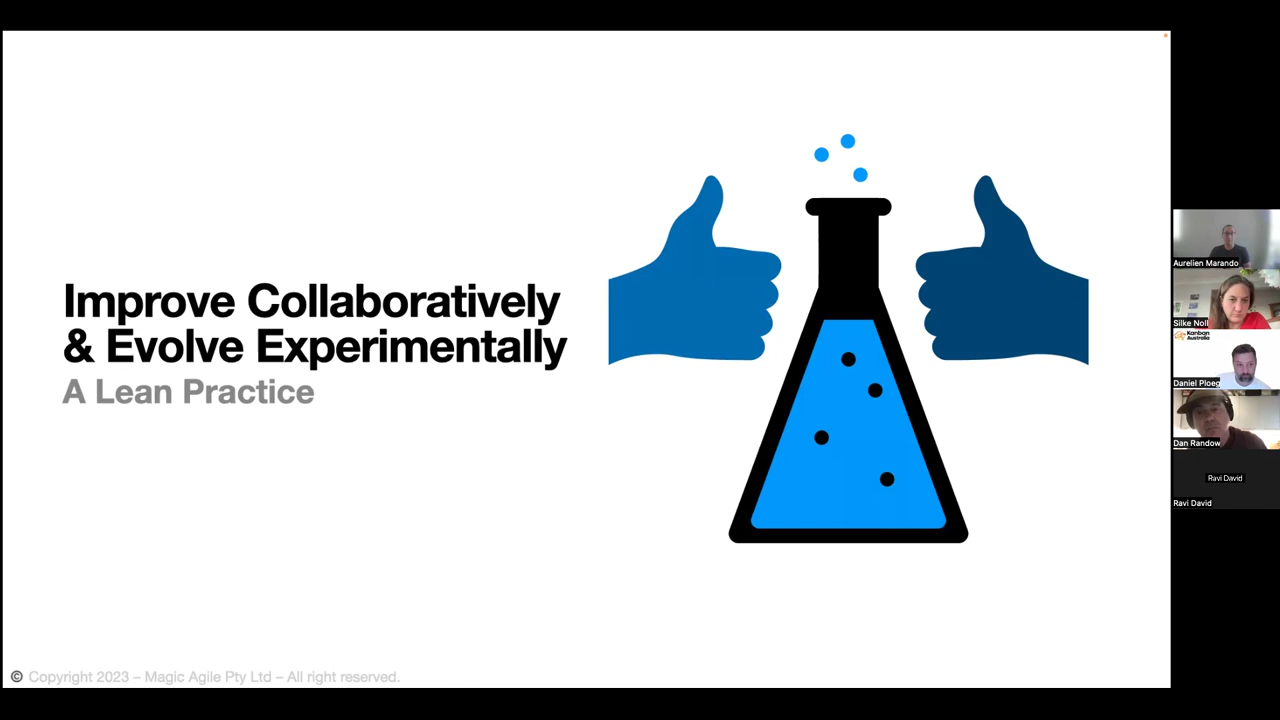 Improve Collaboratively
& Evolve Experimentally
A Lean Practice
© Copyright 2023 – Magic Agile Pty Ltd – All right reserved.
Aurelien Marando
Silke Noll
Kanban
Australia
Daniel Ploeg
Dan Randow
Ravi David
Ravi David